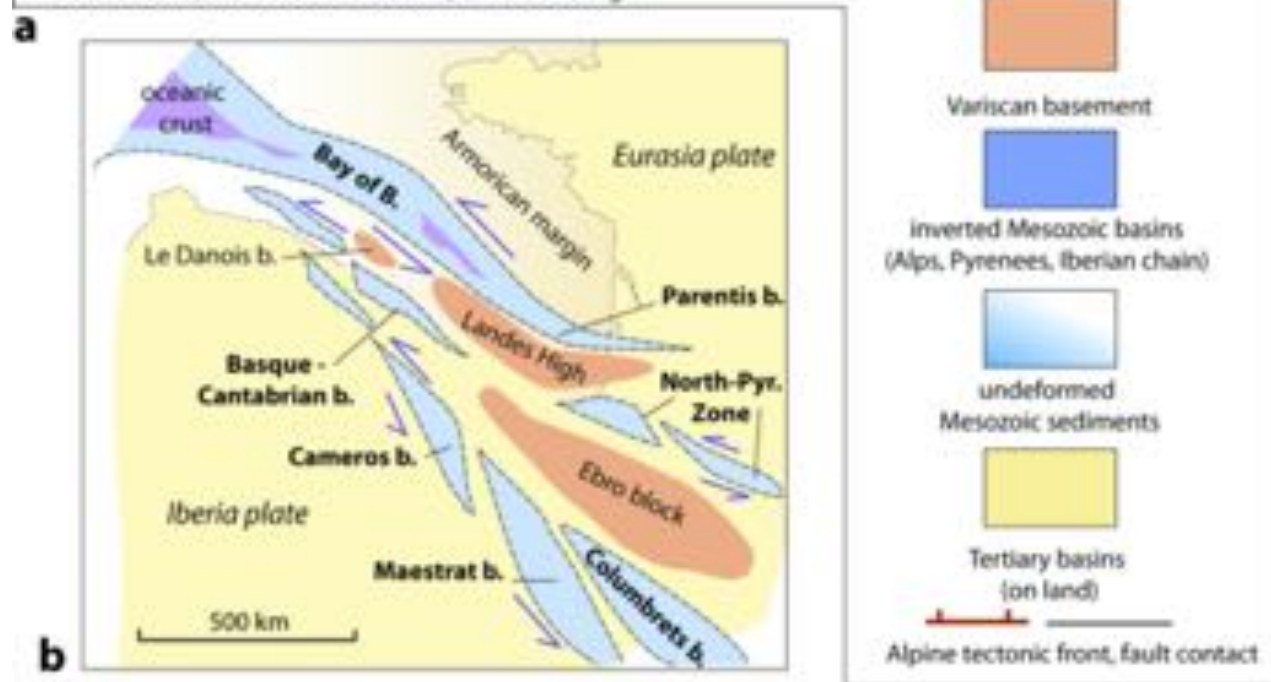 a
oceanic
crust
Bay of B.
Armorican margin
Eurasia plate
Le Danois b.
Parentis b.
Landes High
Basque -
Cantabrian b.
North-Pyr.
Zone
Cameros b.
Ebro block
Iberia plate
Maestrat b.
Columbrets b.
500 km
b
Variscan basement
inverted Mesozoic basins
(Alps, Pyrenees, Iberian chain)
undeformed
Mesozoic sediments
Tertiary basins
(on land)
Alpine tectonic front, fault contact